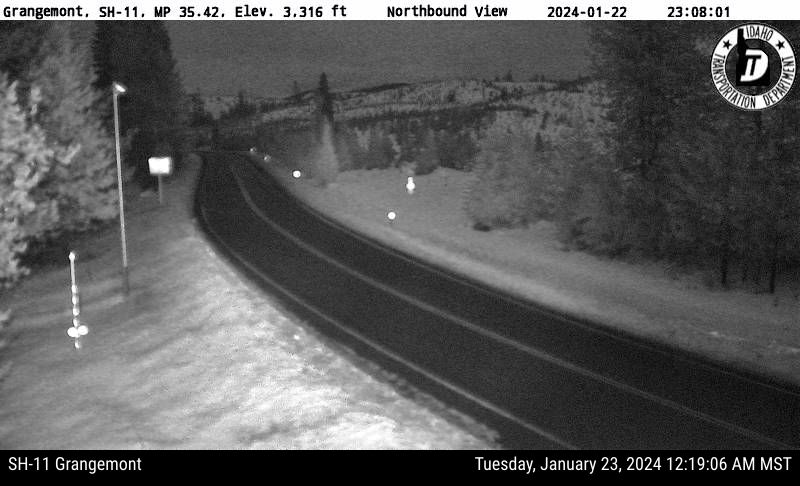 Grangemont, SH-11, MP 35.42, Elev. 3,316 ft Northbound View 2024-01-22 23:08:01
IDAHO
TRANSPORTATION DEPARTMENT
SH-11 Grangemont Tuesday, January 23, 2024 12:19:06 AM MST